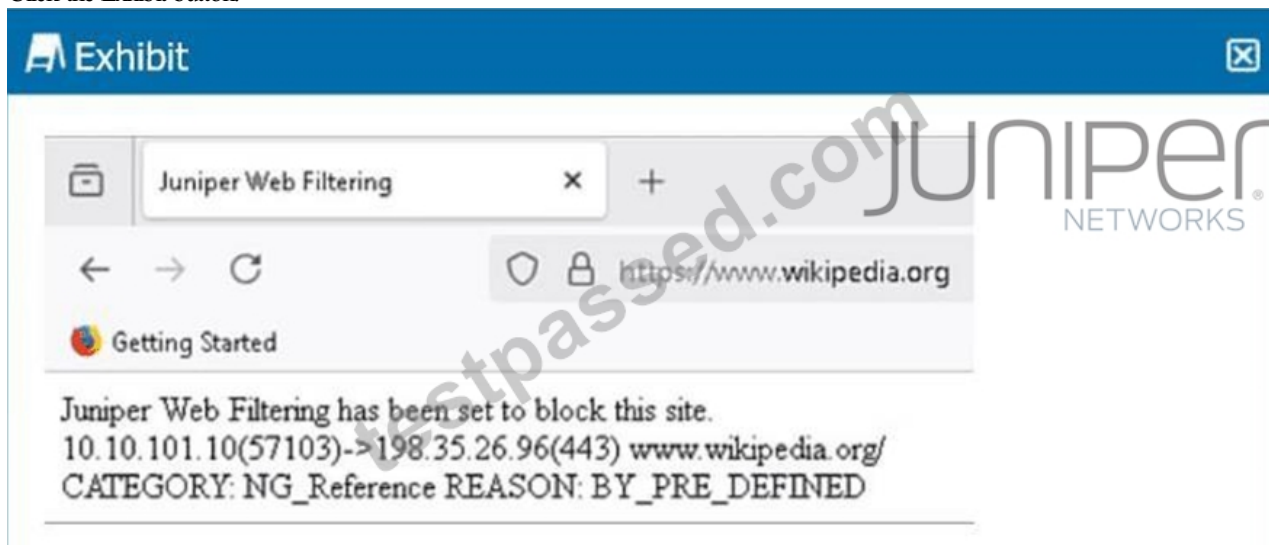 Exhibit
JUNIPER
NETWORKS
Juniper Web Filtering
https://www.wikipedia.org
Getting Started
Juniper Web Filtering has been set to block this site.
10.10.101.10(57103)->198.35.26.96(443) www.wikipedia.org/
CATEGORY: NG_Reference REASON: BY_PRE_DEFINED
testpassed.com